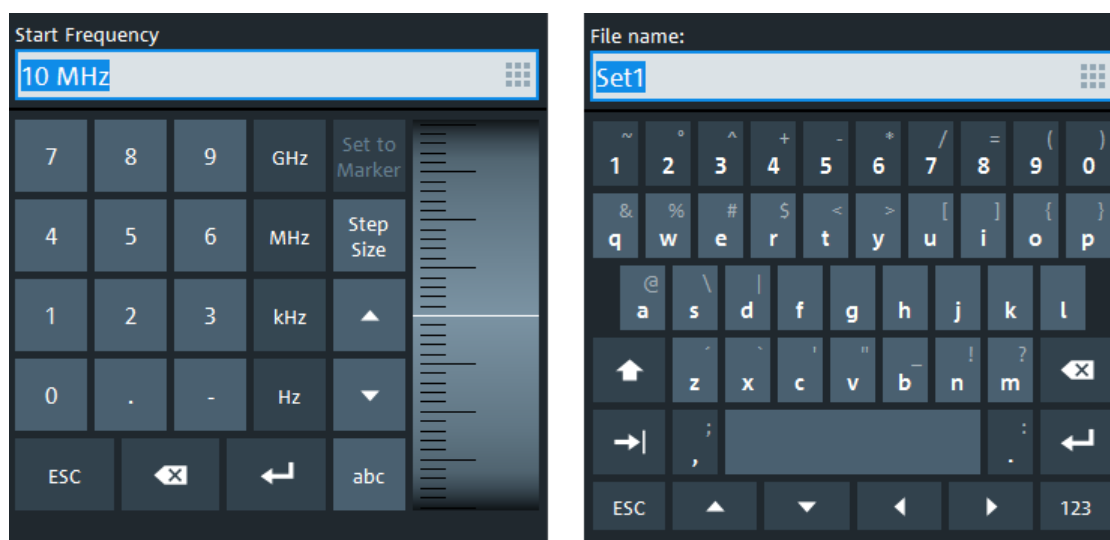 Start Frequency
10 MHz
7 8 9 GHz Set to Marker
4 5 6 MHz Step Size
1 2 3 kHz
0 . - Hz
ESC abc
File name:
Set1
~ ° ^ + - * / = ( )
1 2 3 4 5 6 7 8 9 0
& % # $ < > [ ] { }
q w e r t y u i o p
@ \ |
a s d f g h j k l
´ ` ' " _ ! ?
z x c v b n m
; :
, .
ESC 123